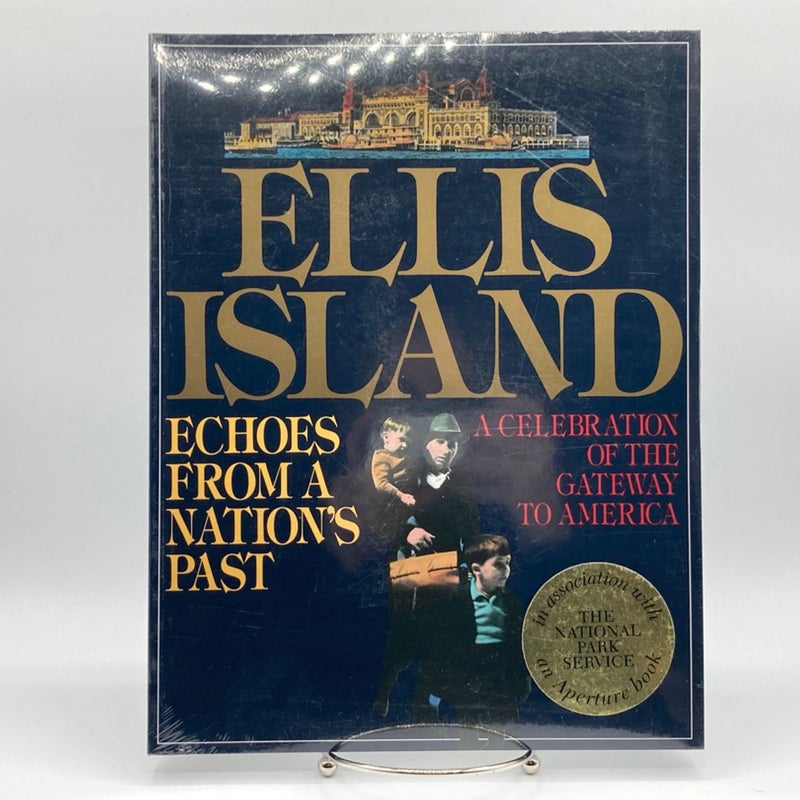 ELLIS
ISLAND
ECHOES
FROM A
NATION'S
PAST
A CELEBRATION
OF THE
GATEWAY
TO AMERICA
in association with
THE
NATIONAL
PARK
SERVICE
an Aperture book